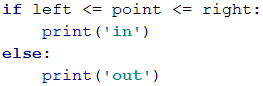 if left <= point <= right:
    print('in')
else:
    print('out')